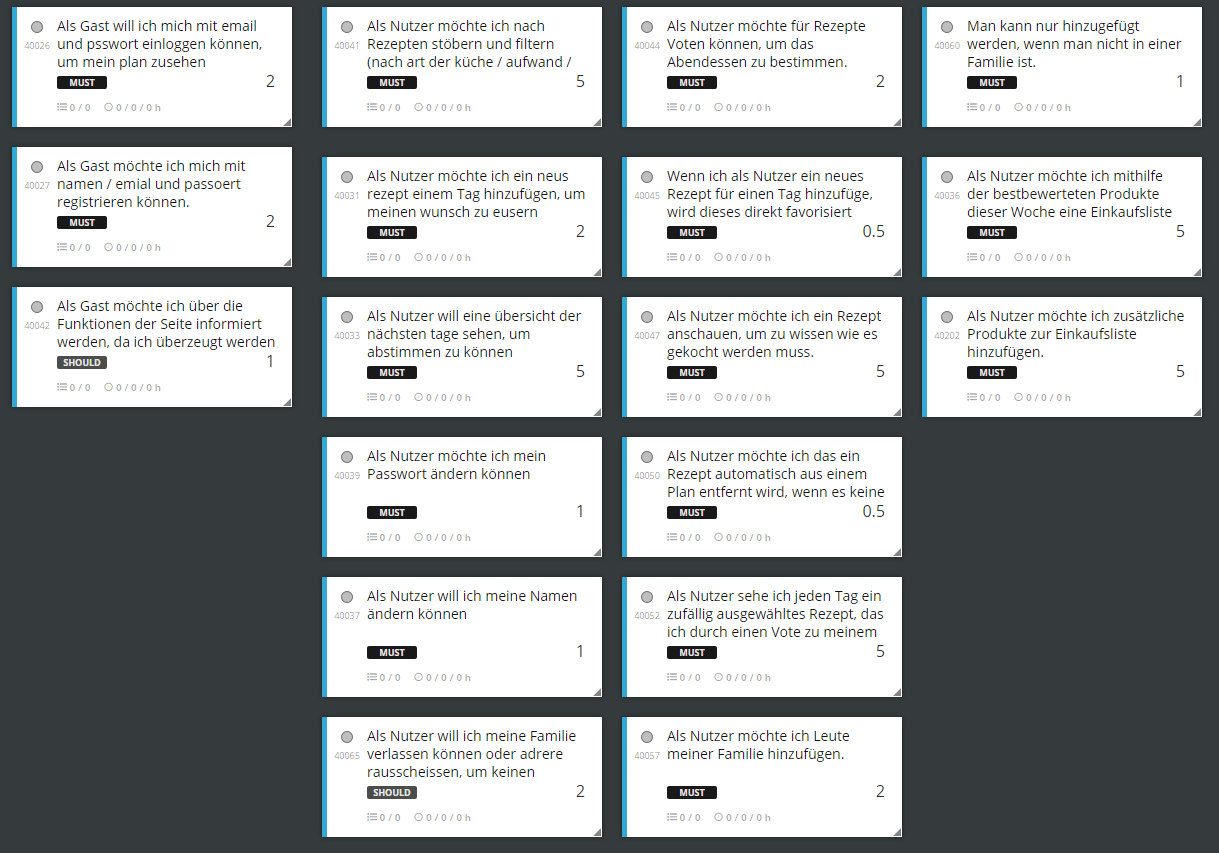 Als Gast will ich mich mit email
und psswort einloggen können,
um mein plan zusehen
40026
MUST
2
0 / 0 0 / 0 / 0 h
Als Gast möchte ich mich mit
namen / emial und passoert
registrieren können.
40027
MUST
2
0 / 0 0 / 0 / 0 h
Als Gast möchte ich über die
Funktionen der Seite informiert
werden, da ich überzeugt werden
40042
SHOULD
1
0 / 0 0 / 0 / 0 h
Als Nutzer möchte ich nach
Rezepten stöbern und filtern
(nach art der küche / aufwand /
40041
MUST
5
0 / 0 0 / 0 / 0 h
Als Nutzer möchte ich ein neus
rezept einem Tag hinzufügen, um
meinen wunsch zu eusern
40031
MUST
2
0 / 0 0 / 0 / 0 h
Als Nutzer will eine übersicht der
nächsten tage sehen, um
abstimmen zu können
40033
MUST
5
0 / 0 0 / 0 / 0 h
Als Nutzer möchte ich mein
Passwort ändern können
40039
MUST
1
0 / 0 0 / 0 / 0 h
Als Nutzer will ich meine Namen
ändern können
40037
MUST
1
0 / 0 0 / 0 / 0 h
Als Nutzer will ich meine Familie
verlassen können oder adrere
rausscheissen, um keinen
40065
SHOULD
2
0 / 0 0 / 0 / 0 h
Als Nutzer möchte für Rezepte
Voten können, um das
Abendessen zu bestimmen.
40044
MUST
2
0 / 0 0 / 0 / 0 h
Wenn ich als Nutzer ein neues
Rezept für einen Tag hinzufüge,
wird dieses direkt favorisiert
40045
MUST
0.5
0 / 0 0 / 0 / 0 h
Als Nutzer möchte ich ein Rezept
anschauen, um zu wissen wie es
gekocht werden muss.
40047
MUST
5
0 / 0 0 / 0 / 0 h
Als Nutzer möchte ich das ein
Rezept automatisch aus einem
Plan entfernt wird, wenn es keine
40050
MUST
0.5
0 / 0 0 / 0 / 0 h
Als Nutzer sehe ich jeden Tag ein
zufällig ausgewähltes Rezept, das
ich durch einen Vote zu meinem
40052
MUST
5
0 / 0 0 / 0 / 0 h
Als Nutzer möchte ich Leute
meiner Familie hinzufügen.
40057
MUST
2
0 / 0 0 / 0 / 0 h
Man kann nur hinzugefügt
werden, wenn man nicht in einer
Familie ist.
40060
MUST
1
0 / 0 0 / 0 / 0 h
Als Nutzer möchte ich mithilfe
der bestbewerteten Produkte
dieser Woche eine Einkaufsliste
40036
MUST
5
0 / 0 0 / 0 / 0 h
Als Nutzer möchte ich zusätzliche
Produkte zur Einkaufsliste
hinzufügen.
40202
MUST
5
0 / 0 0 / 0 / 0 h